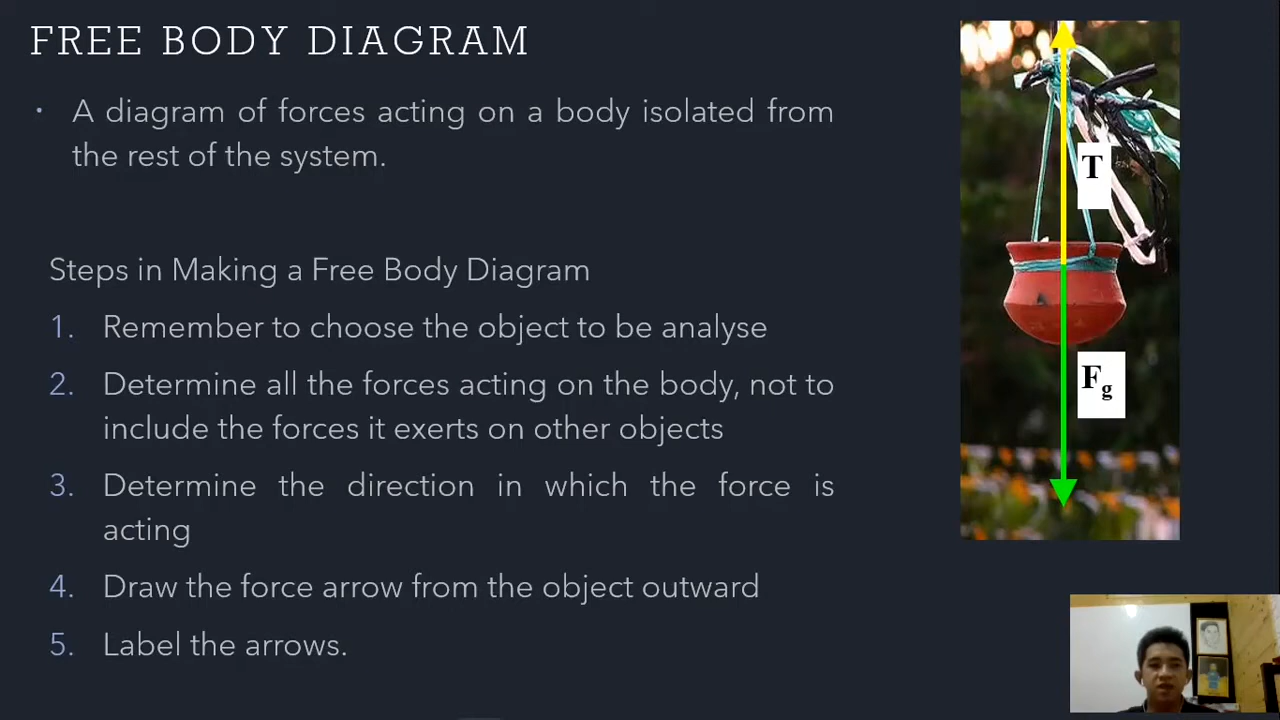 FREE BODY DIAGRAM
• A diagram of forces acting on a body isolated from
the rest of the system.
Steps in Making a Free Body Diagram
1. Remember to choose the object to be analyse
2. Determine all the forces acting on the body, not to
include the forces it exerts on other objects
3. Determine the direction in which the force is
acting
4. Draw the force arrow from the object outward
5. Label the arrows.
T
Fg